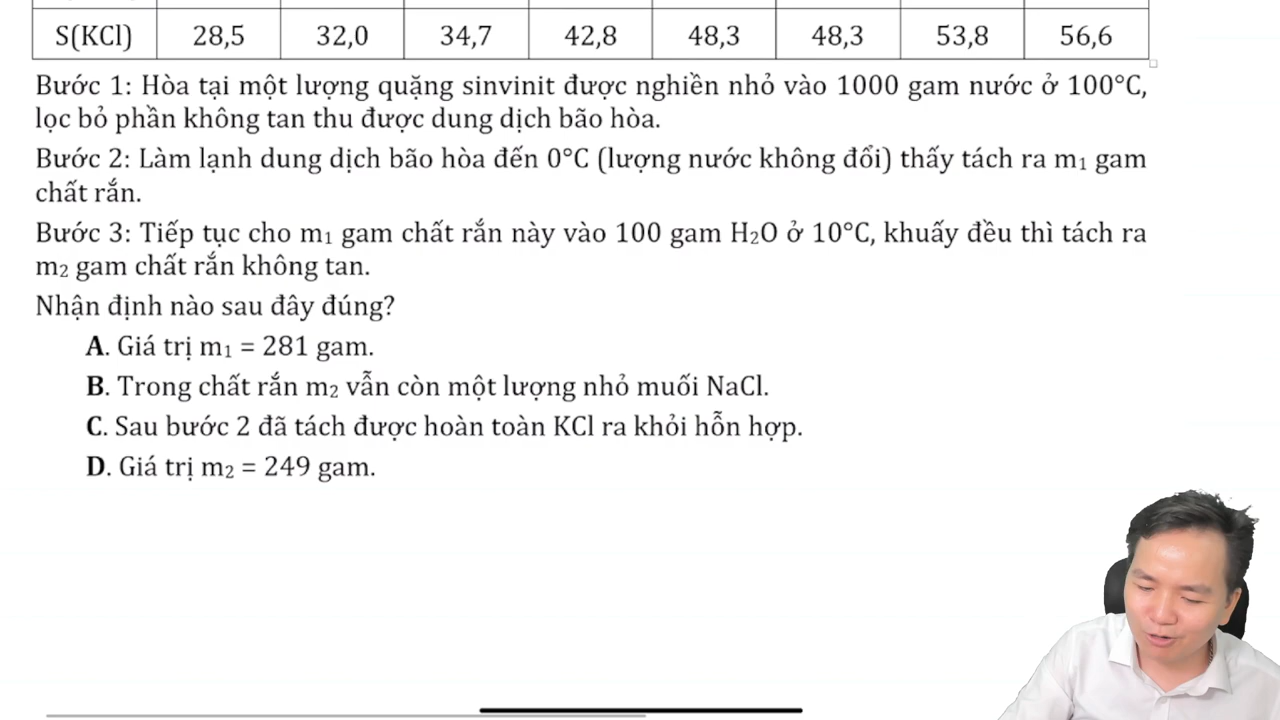 S(KCl) 28,5 32,0 34,7 42,8 48,3 48,3 53,8 56,6
Bước 1: Hòa tại một lượng quặng sinvinit được nghiền nhỏ vào 1000 gam nước ở 100°C,
lọc bỏ phần không tan thu được dung dịch bão hòa.
Bước 2: Làm lạnh dung dịch bão hòa đến 0°C (lượng nước không đổi) thấy tách ra m₁ gam
chất rắn.
Bước 3: Tiếp tục cho m₁ gam chất rắn này vào 100 gam H₂O ở 10°C, khuấy đều thì tách ra
m₂ gam chất rắn không tan.
Nhận định nào sau đây đúng?
A. Giá trị m₁ = 281 gam.
B. Trong chất rắn m₂ vẫn còn một lượng nhỏ muối NaCl.
C. Sau bước 2 đã tách được hoàn toàn KCl ra khỏi hỗn hợp.
D. Giá trị m₂ = 249 gam.